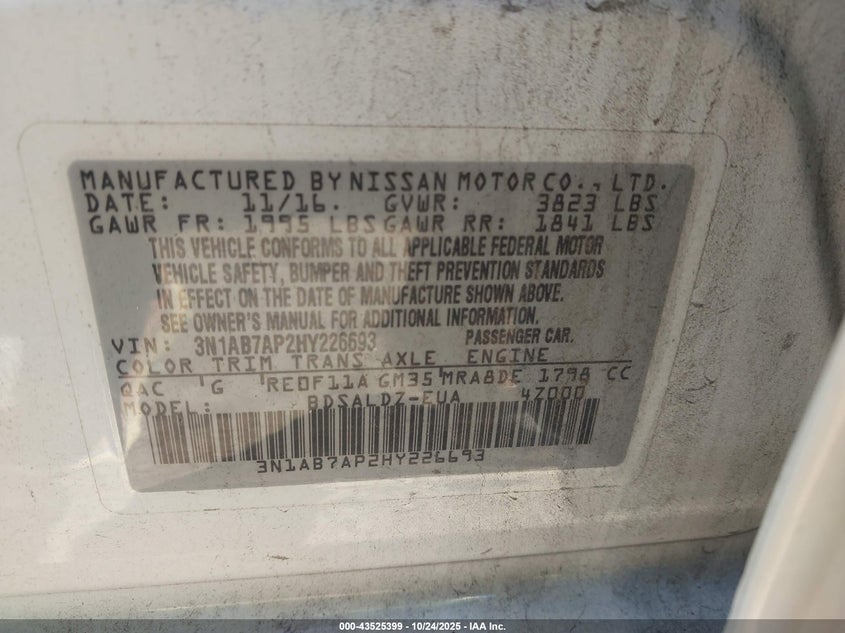 MANUFACTURED BY NISSAN MOTOR CO., LTD.
DATE: 11/16. GVWR: 3823 LBS
GAWR FR: 1995 LBS GAWR RR: 1841 LBS
THIS VEHICLE CONFORMS TO ALL APPLICABLE FEDERAL MOTOR
VEHICLE SAFETY, BUMPER AND THEFT PREVENTION STANDARDS
IN EFFECT ON THE DATE OF MANUFACTURE SHOWN ABOVE.
SEE OWNER'S MANUAL FOR ADDITIONAL INFORMATION.
VIN: 3N1AB7AP2HY226693 PASSENGER CAR.
COLOR TRIM TRANS AXLE ENGINE
QAC G RE0F11A GM35 MRA8DE 1798 CC
MODEL: BDSALDZ-EUA 47000
3N1AB7AP2HY226693
000-43525399 • 10/24/2025 • IAA Inc.